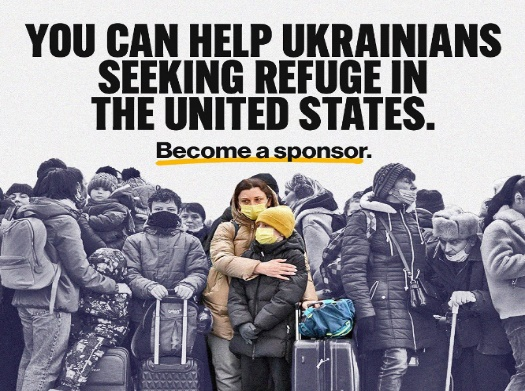 YOU CAN HELP UKRAINIANS
SEEKING REFUGE IN
THE UNITED STATES.
Become a sponsor.